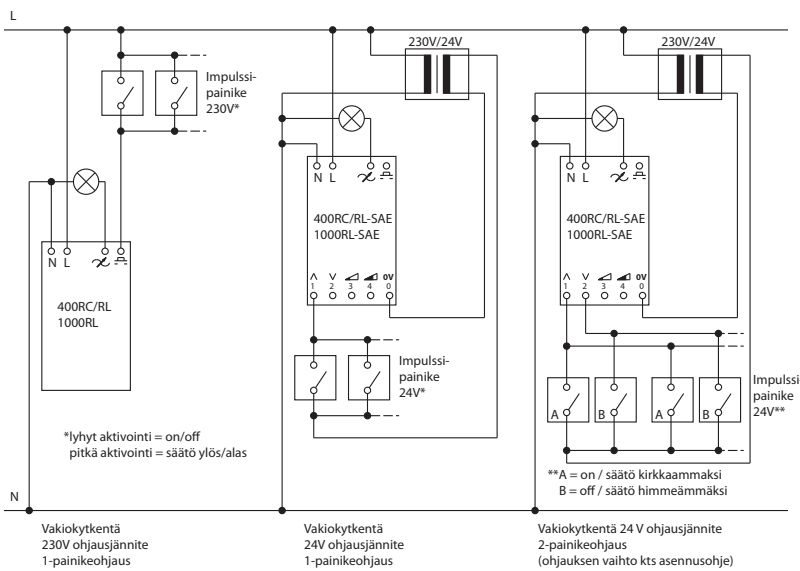 L
Impulssi-
painike
230V*
N L
400RC/RL
1000RL
*lyhyt aktivointi = on/off
pitkä aktivointi = säätö ylös/alas
N
Vakiokytkentä
230V ohjausjännite
1-painikeohjaus
230V/24V
N L
400RC/RL-SAE
1000RL-SAE
0V
1 2 3 4 0
Impulssi-
painike
24V*
Vakiokytkentä
24V ohjausjännite
1-painikeohjaus
230V/24V
N L
400RC/RL-SAE
1000RL-SAE
0V
1 2 3 4 0
A B A B
Impulssi-
painike
24V**
**A = on / säätö kirkkaammaksi
B = off / säätö himmeämmäksi
Vakiokytkentä 24 V ohjausjännite
2-painikeohjaus
(ohjauksen vaihto kts asennusohje)